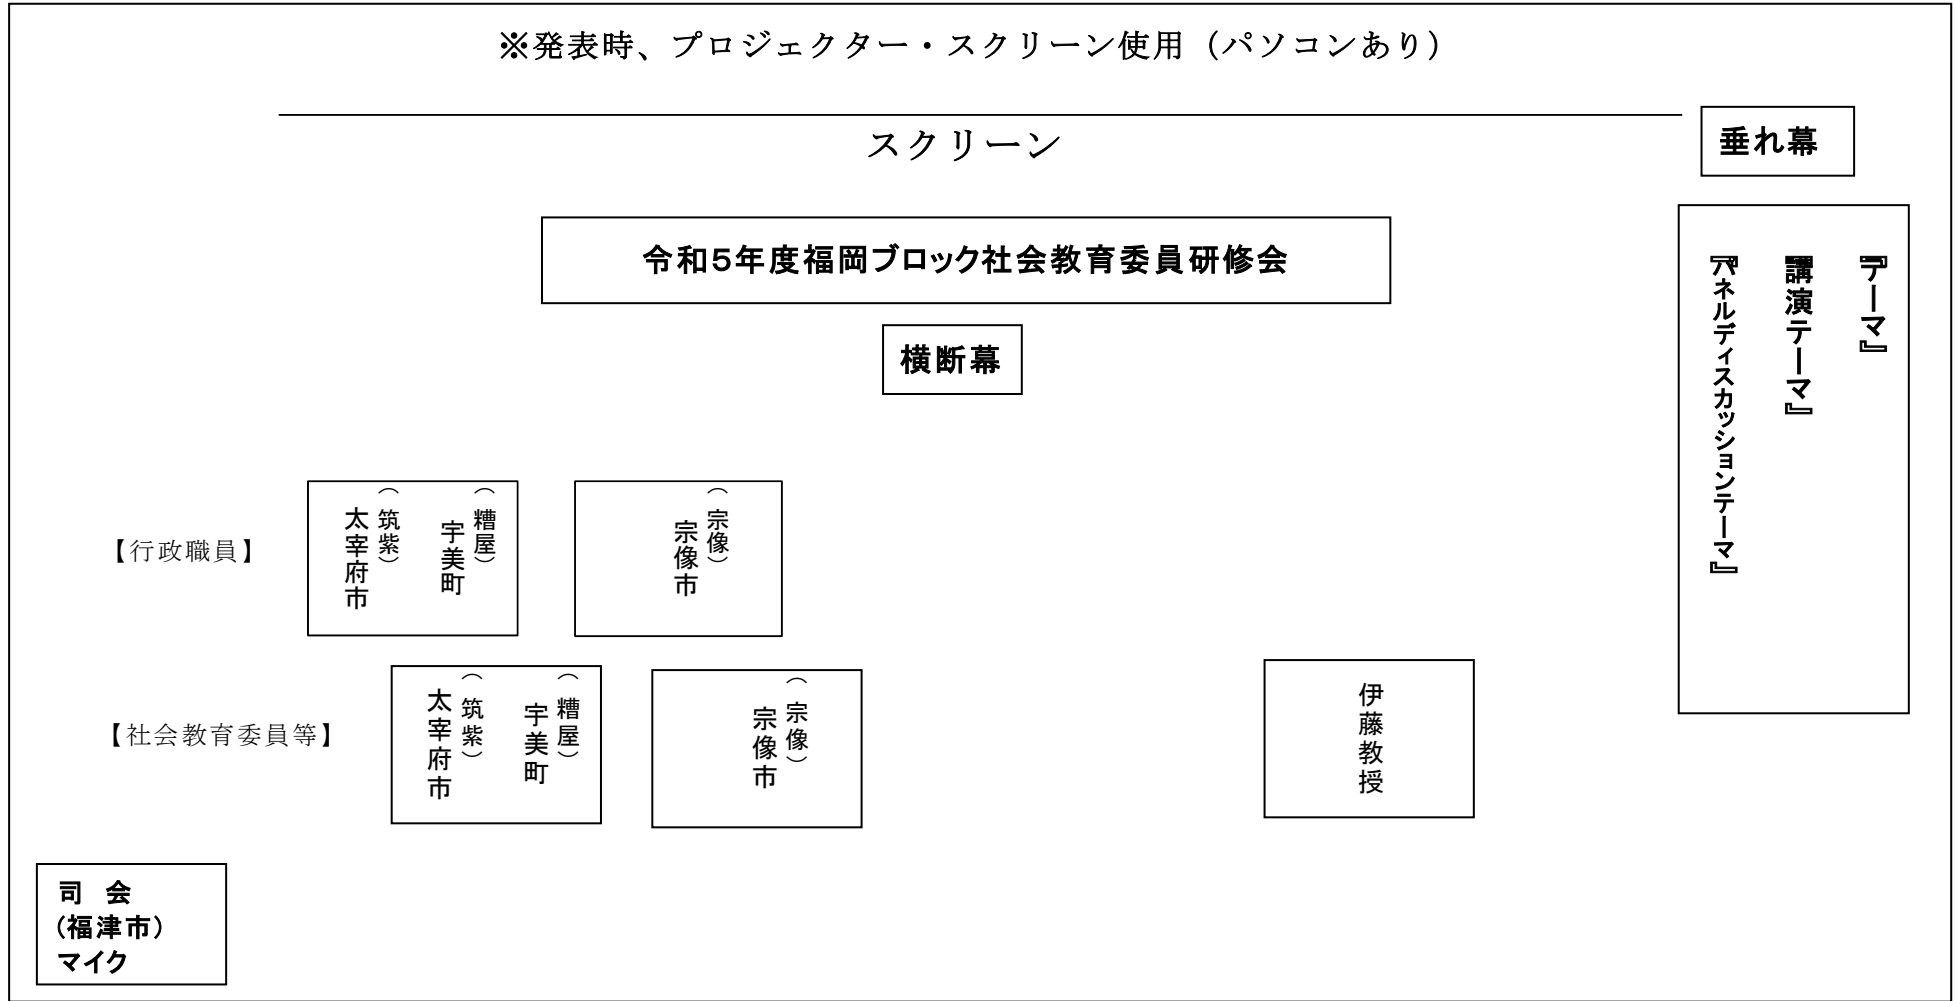 ※発表時、プロジェクター・スクリーン使用（パソコンあり）
スクリーン
垂れ幕
令和５年度福岡ブロック社会教育委員研修会
横断幕
『テーマ』
『講演テーマ』
『パネルディスカッションテーマ』
【行政職員】
（糟屋）
宇美町
（筑紫）
太宰府市
（宗像）
宗像市
【社会教育委員等】
（糟屋）
宇美町
（筑紫）
太宰府市
（宗像）
宗像市
伊藤教授
司　会
（福津市）
マイク